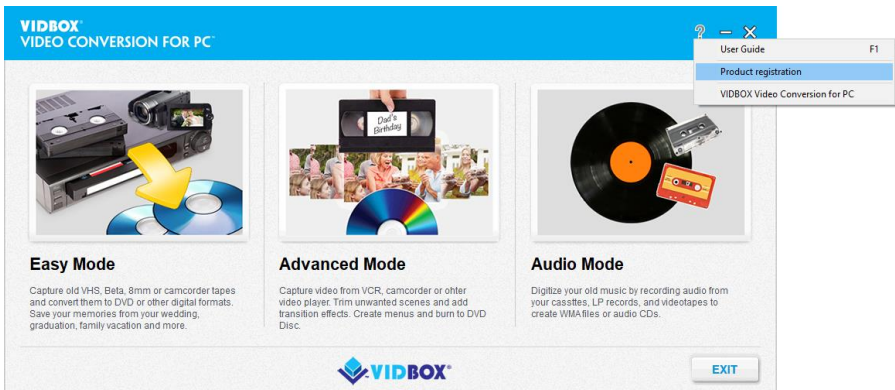 VIDBOX®
VIDEO CONVERSION FOR PC™
?
User Guide F1
Product registration
VIDBOX Video Conversion for PC
Dad's
Birthday
Easy Mode
Capture old VHS, Beta, 8mm or camcorder tapes
and convert them to DVD or other digital formats.
Save your memories from your wedding,
graduation, family vacation and more.
Advanced Mode
Capture video from VCR, camcorder or ohter
video player. Trim unwanted scenes and add
transition effects. Create menus and burn to DVD
Disc.
Audio Mode
Digitize your old music by recording audio from
your cassttes, LP records, and videotapes to
create WMA files or audio CDs.
VIDBOX®
EXIT